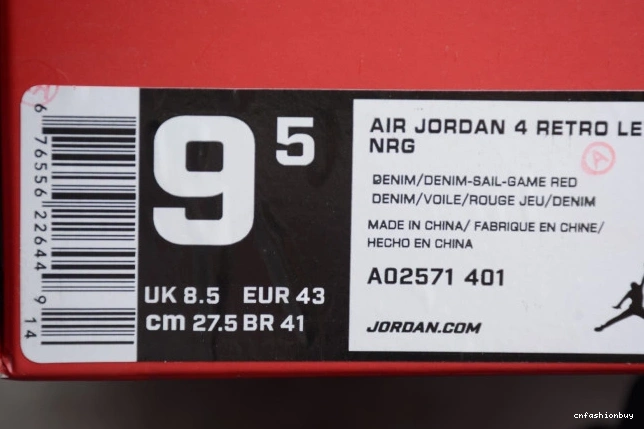 9 5
UK 8.5 EUR 43
cm 27.5 BR 41
AIR JORDAN 4 RETRO LE
NRG
DENIM/DENIM-SAIL-GAME RED
DENIM/VOILE/ROUGE JEU/DENIM
MADE IN CHINA/ FABRIQUE EN CHINE/
HECHO EN CHINA
AO2571 401
JORDAN.COM
6 76556 22644 9 14
A
cnfashionbuy